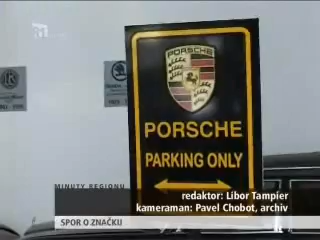 PORSCHE
PORSCHE
PARKING ONLY
MINUTY REGIONU
redaktor: Libor Tampier
kameraman: Pavel Chobot, archiv
SPOR O ZNAČKU